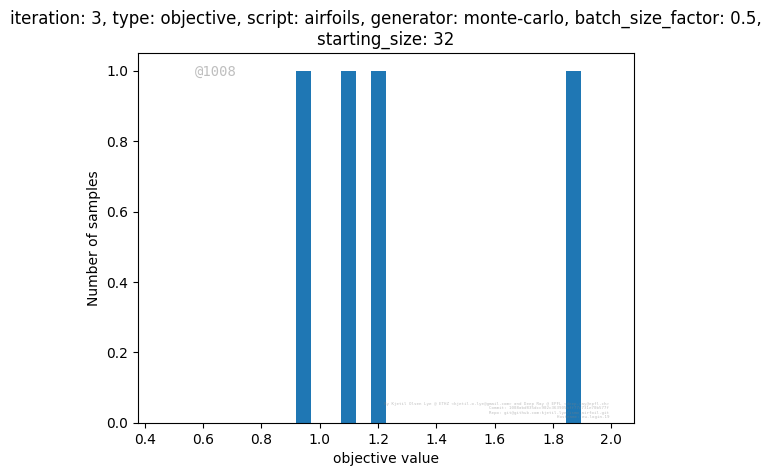 iteration: 3, type: objective, script: airfoils, generator: monte-carlo, batch_size_factor: 0.5,
starting_size: 32
@1008
1.0
0.8
0.6
0.4
0.2
0.0
Number of samples
0.4 0.6 0.8 1.0 1.2 1.4 1.6 1.8 2.0
objective value